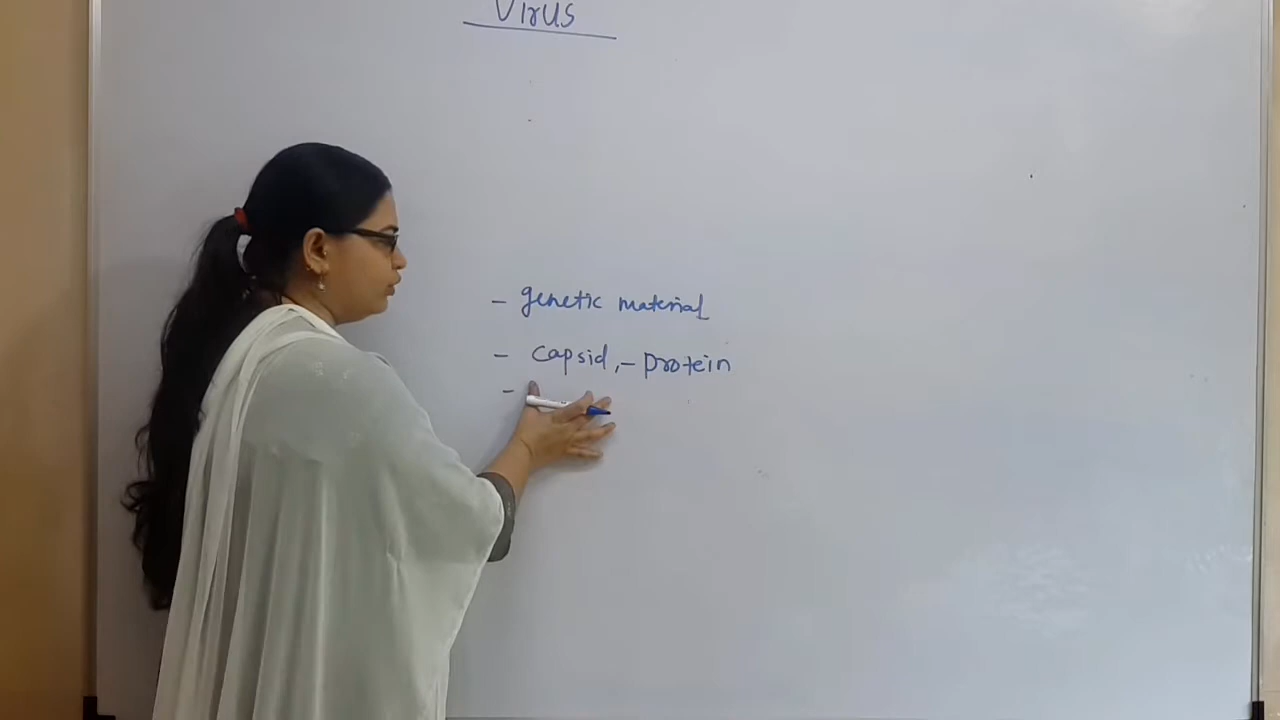 Virus
- genetic material
- capsid, - protein
-